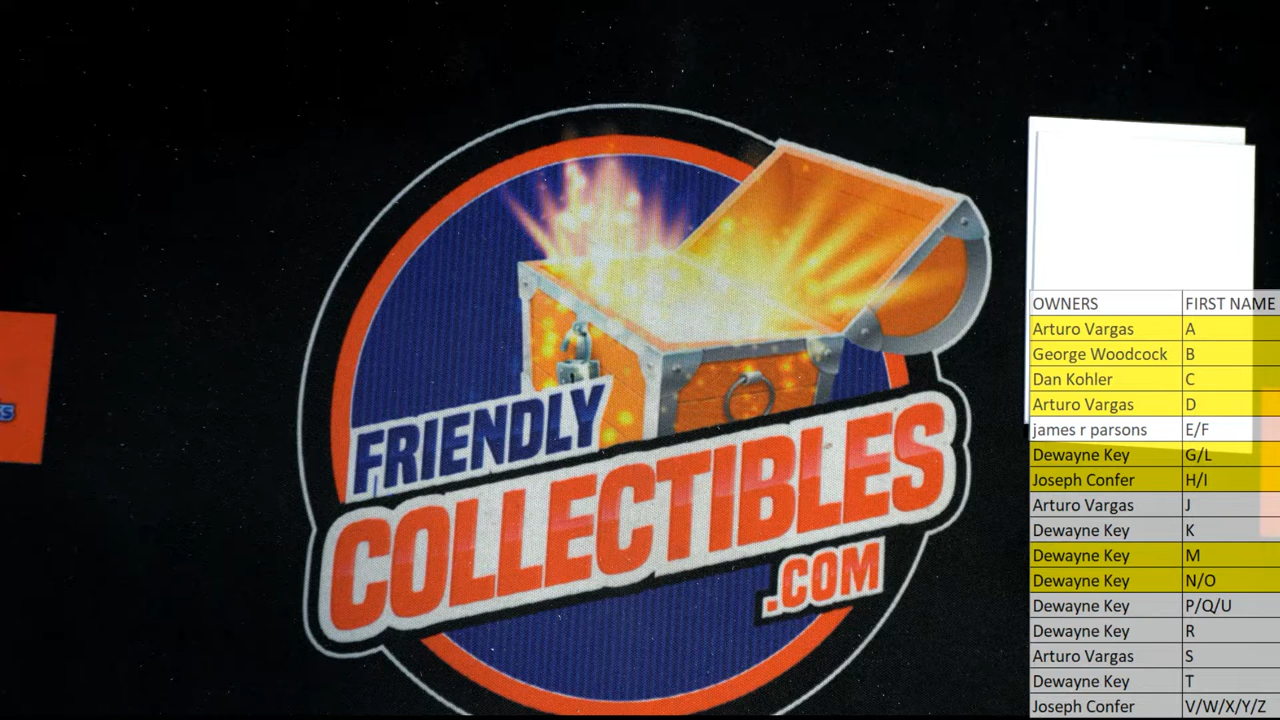 FRIENDLY
COLLECTIBLES
.COM
OWNERS FIRST NAME
Arturo Vargas A
George Woodcock B
Dan Kohler C
Arturo Vargas D
james r parsons E/F
Dewayne Key G/L
Joseph Confer H/I
Arturo Vargas J
Dewayne Key K
Dewayne Key M
Dewayne Key N/O
Dewayne Key P/Q/U
Dewayne Key R
Arturo Vargas S
Dewayne Key T
Joseph Confer V/W/X/Y/Z